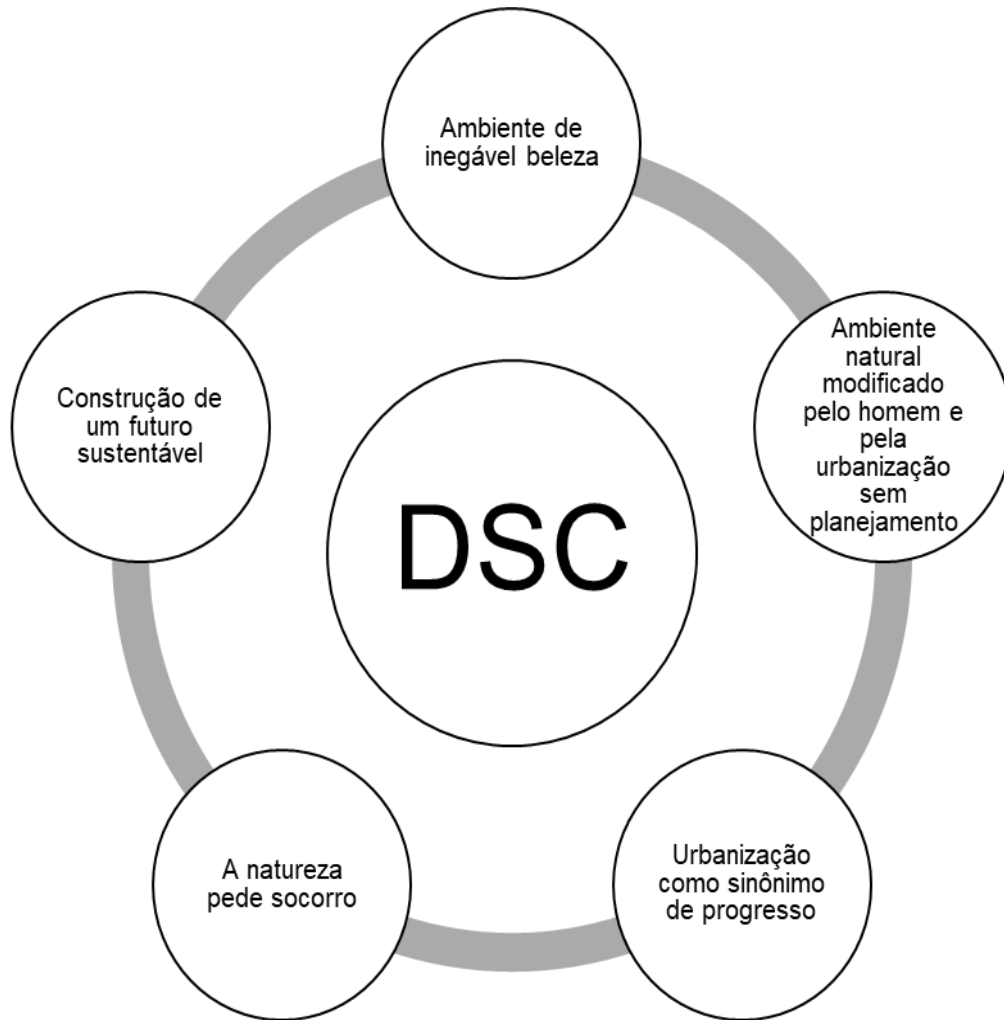 Ambiente de
inegável beleza
Ambiente
natural
modificado
pelo homem e
pela
urbanização
sem
planejamento
Construção de
um futuro
sustentável
DSC
A natureza
pede socorro
Urbanização
como sinônimo
de progresso